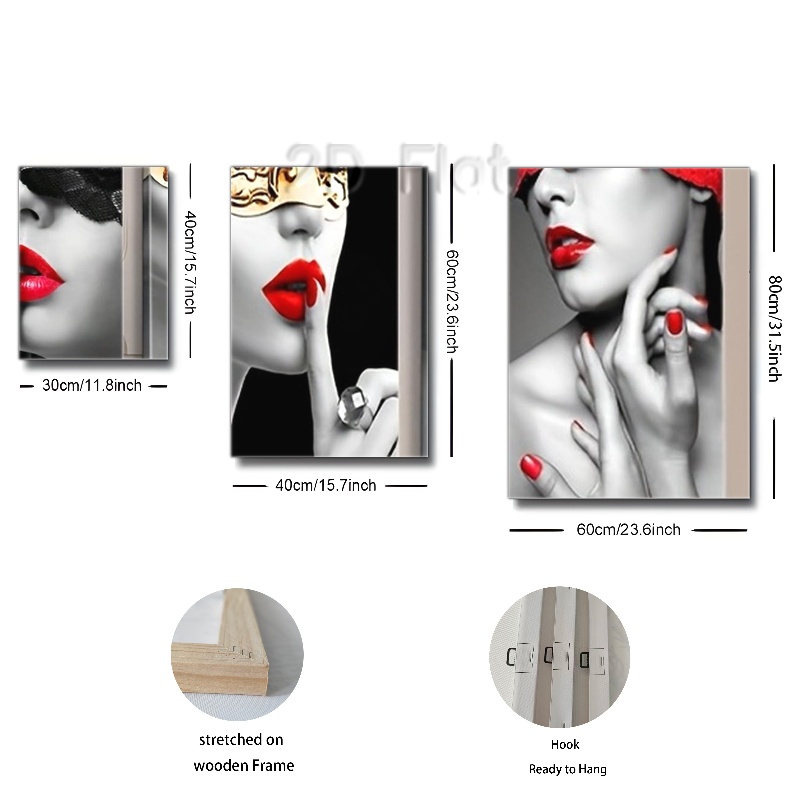 2D Flat
40cm/15.7inch
30cm/11.8inch
60cm/23.6inch
40cm/15.7inch
80cm/31.5inch
60cm/23.6inch
stretched on
wooden Frame
Hook
Ready to Hang